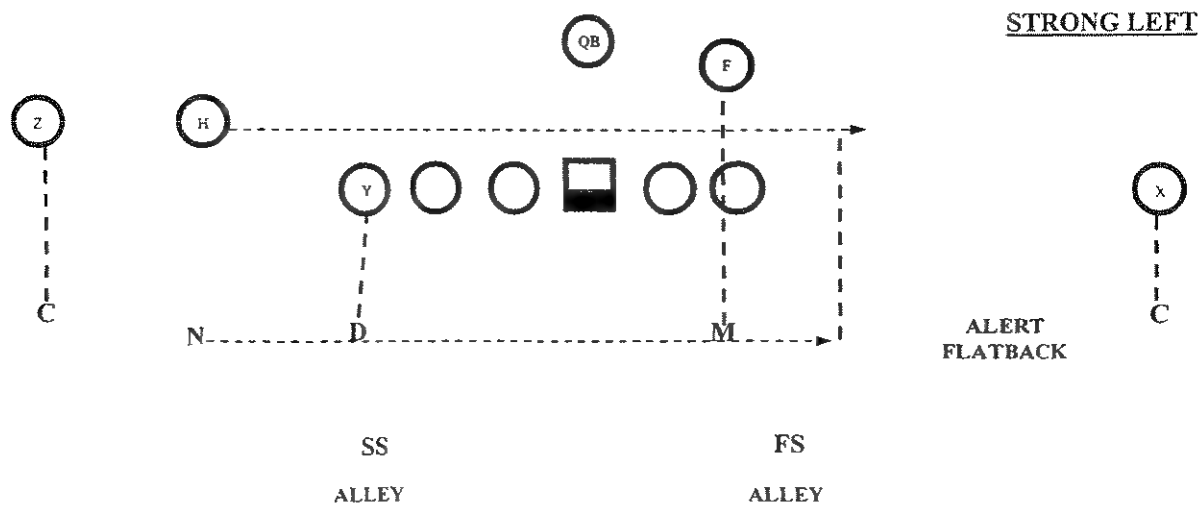 STRONG LEFT
QB
F
Z
H
Y
X
C
N
D
M
C
ALERT
FLATBACK
SS
FS
ALLEY
ALLEY